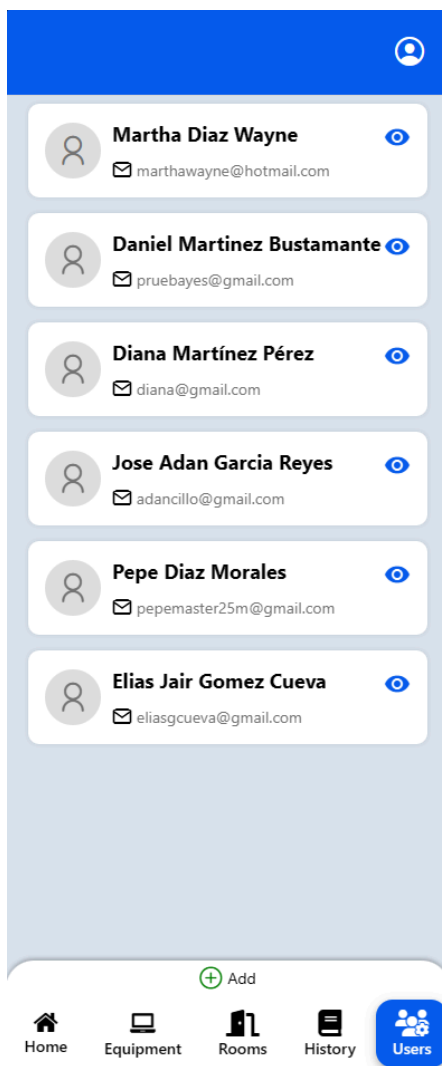 Martha Diaz Wayne
marthawayne@hotmail.com
Daniel Martinez Bustamante
pruebayes@gmail.com
Diana Martínez Pérez
diana@gmail.com
Jose Adan Garcia Reyes
adancillo@gmail.com
Pepe Diaz Morales
pepemaster25m@gmail.com
Elias Jair Gomez Cueva
eliasgcueva@gmail.com
Add
Home Equipment Rooms History Users